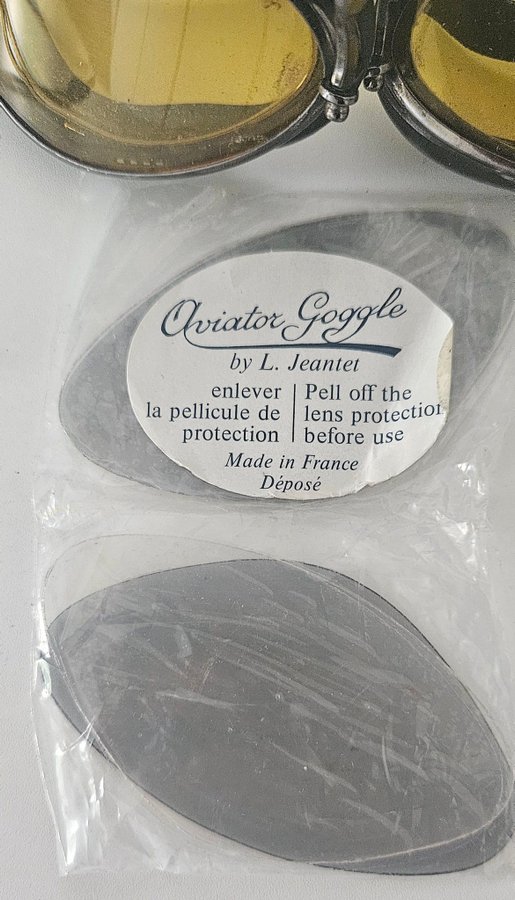 Aviator Goggle
by L. Jeantet
enlever
la pellicule de
protection
Pell off the
lens protection
before use
Made in France
Déposé